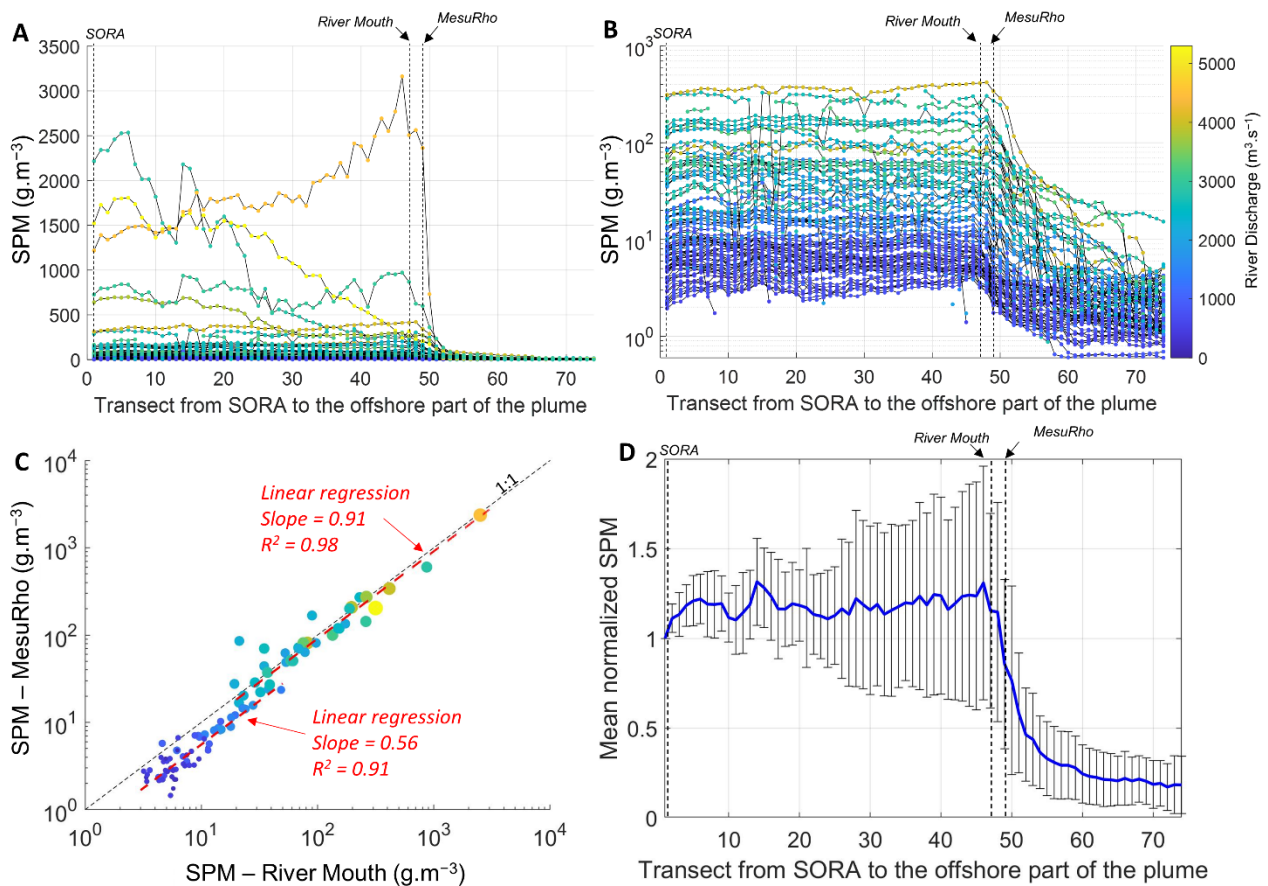 A
SORA
River Mouth
MesuRho
3500
3000
2500
2000
1500
1000
500
0
SPM (g.m⁻³)
0 10 20 30 40 50 60 70
Transect from SORA to the offshore part of the plume
B
SORA
River Mouth
MesuRho
10³
10²
10¹
10⁰
SPM (g.m⁻³)
0 10 20 30 40 50 60 70
Transect from SORA to the offshore part of the plume
5000
4000
3000
2000
1000
0
River Discharge (m³.s⁻¹)
C
10⁴
10³
10²
10¹
10⁰
SPM – MesuRho (g.m⁻³)
1:1
Linear regression
Slope = 0.91
R² = 0.98
Linear regression
Slope = 0.56
R² = 0.91
10⁰ 10¹ 10² 10³ 10⁴
SPM – River Mouth (g.m⁻³)
D
SORA
River Mouth
MesuRho
2
1.5
1
0.5
0
Mean normalized SPM
10 20 30 40 50 60 70
Transect from SORA to the offshore part of the plume